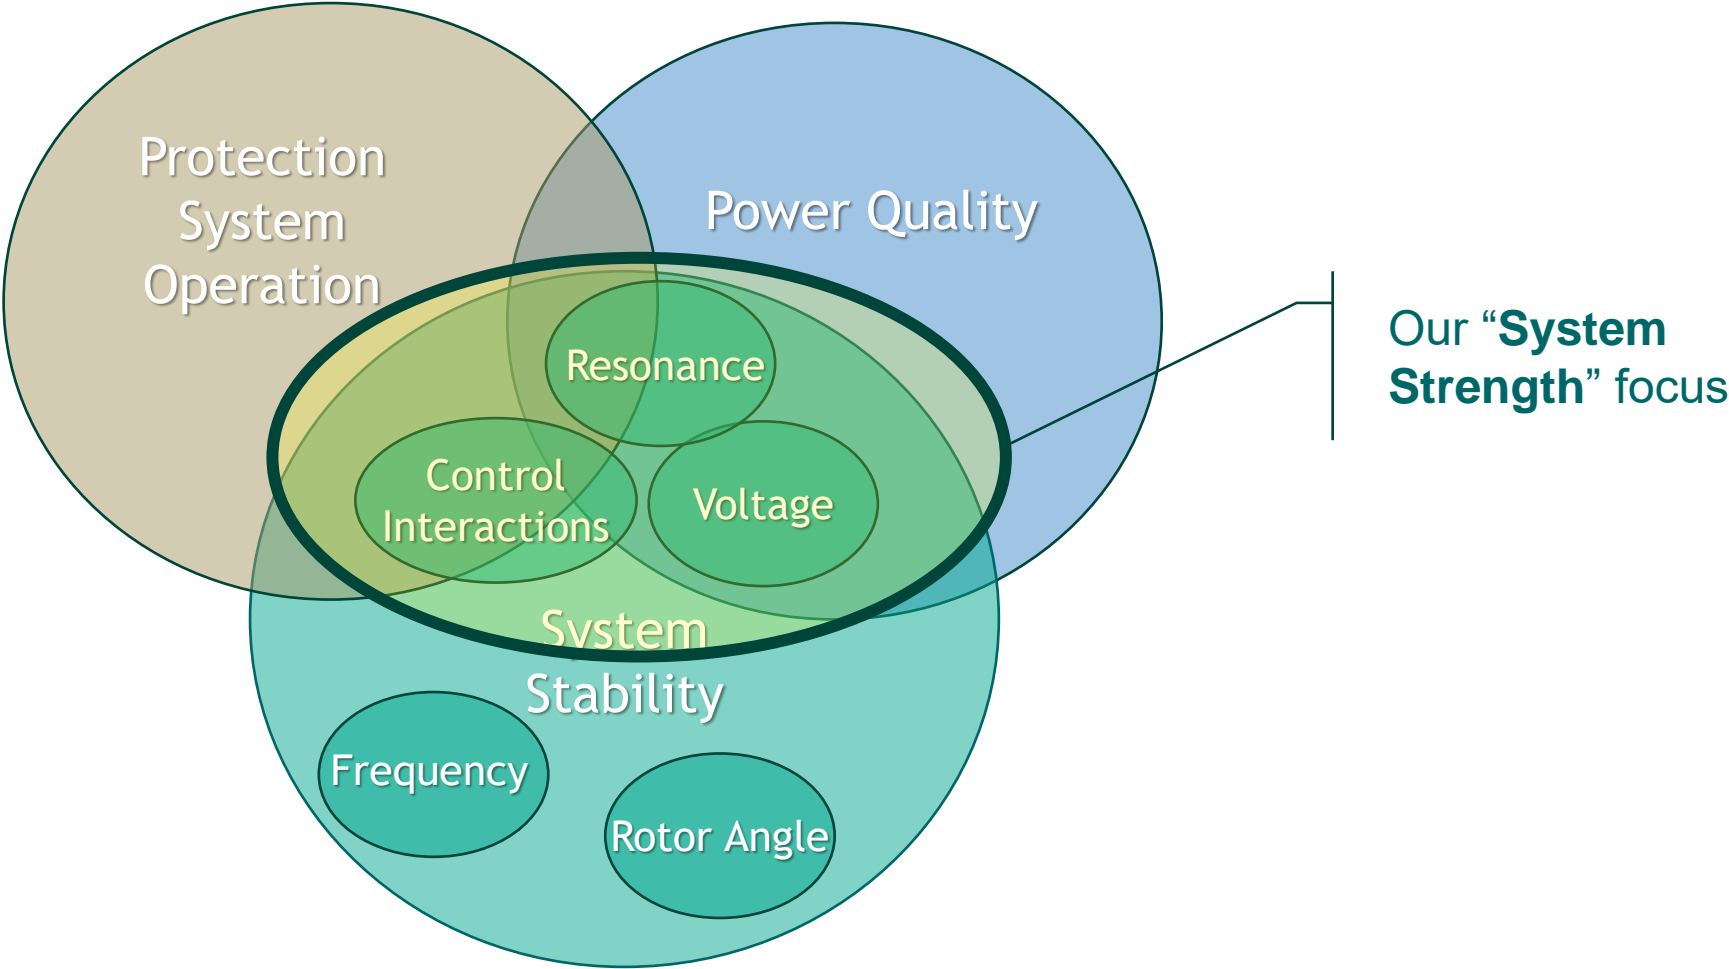 Protection
System
Operation
Power Quality
Our “System
Strength” focus
Resonance
Control
Interactions
Voltage
System
Stability
Frequency
Rotor Angle